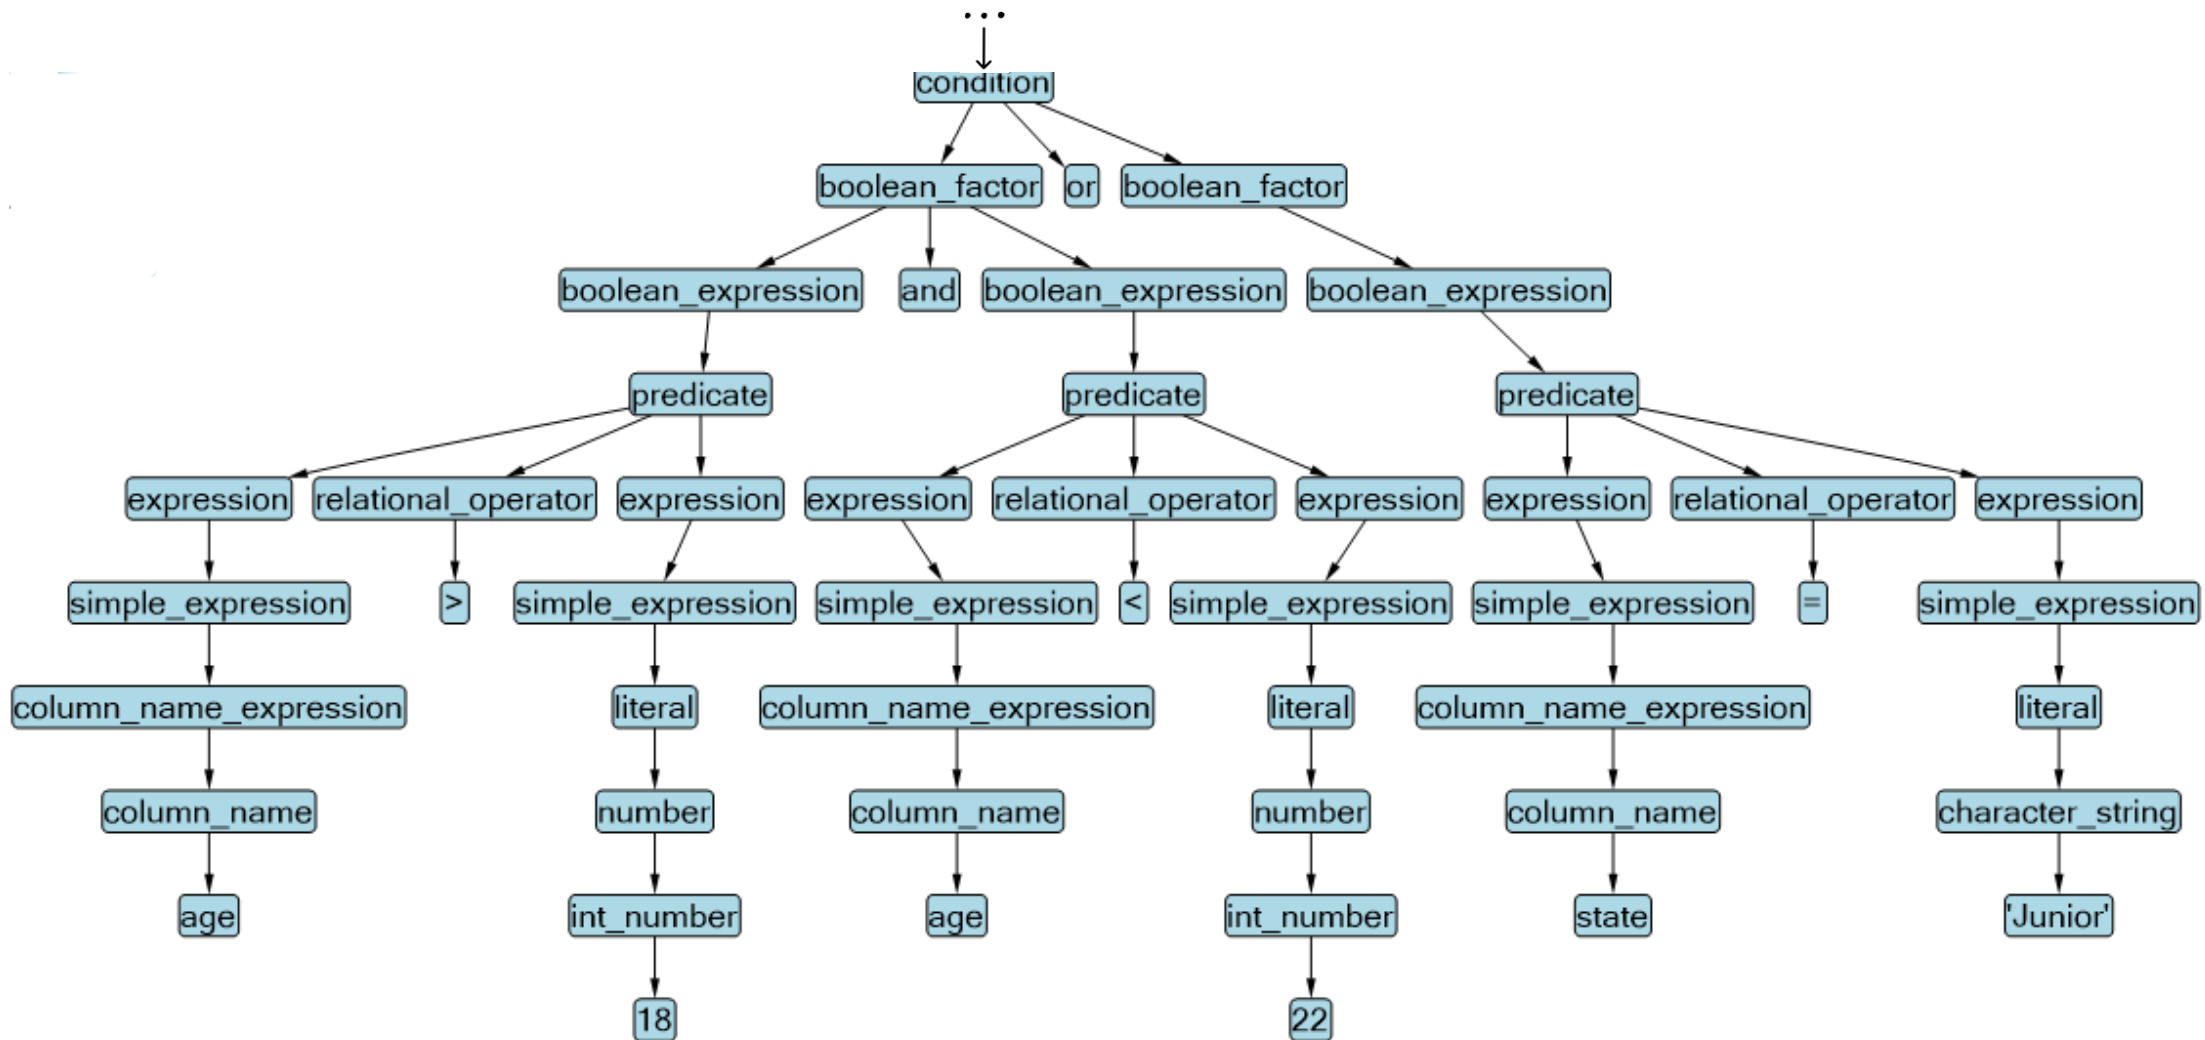 ...
condition
boolean_factor or boolean_factor
boolean_expression and boolean_expression boolean_expression
predicate predicate predicate
expression relational_operator expression expression relational_operator expression expression relational_operator expression
simple_expression > simple_expression simple_expression < simple_expression simple_expression = simple_expression
column_name_expression literal column_name_expression literal column_name_expression literal
column_name number column_name number column_name character_string
age int_number age int_number state 'Junior'
18 22